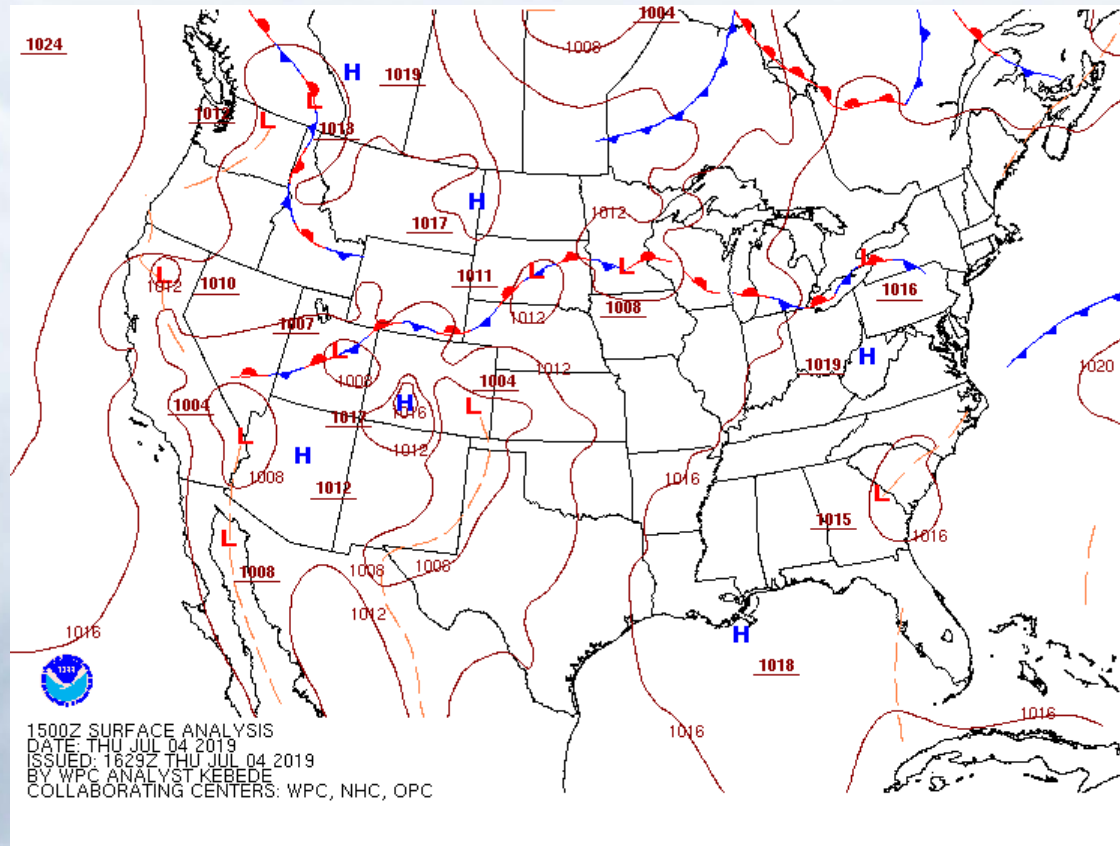 1004
1024
1008
1019
1012
L
H
1013
L
H
1017
1012
L
1010
1012
L
1011
L
1008
L
1016
1012
1007
L
1008
1012
1019
H
1020
1004
L
1004
H
1016
1017
1012
L
1008
H
1012
1016
L
1015
1016
L
1008
1008
1008
1012
1016
H
1018
1016
1016
1500Z SURFACE ANALYSIS
DATE: THU JUL 04 2019
ISSUED: 1629Z THU JUL 04 2019
BY WPC ANALYST KEBEDE
COLLABORATING CENTERS: WPC, NHC, OPC